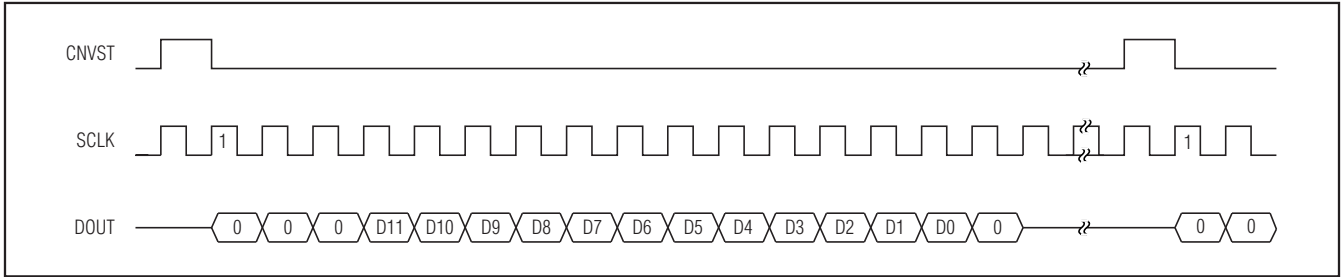 CNVST
SCLK 1 1
DOUT 0 0 0 D11 D10 D9 D8 D7 D6 D5 D4 D3 D2 D1 D0 0 0 0